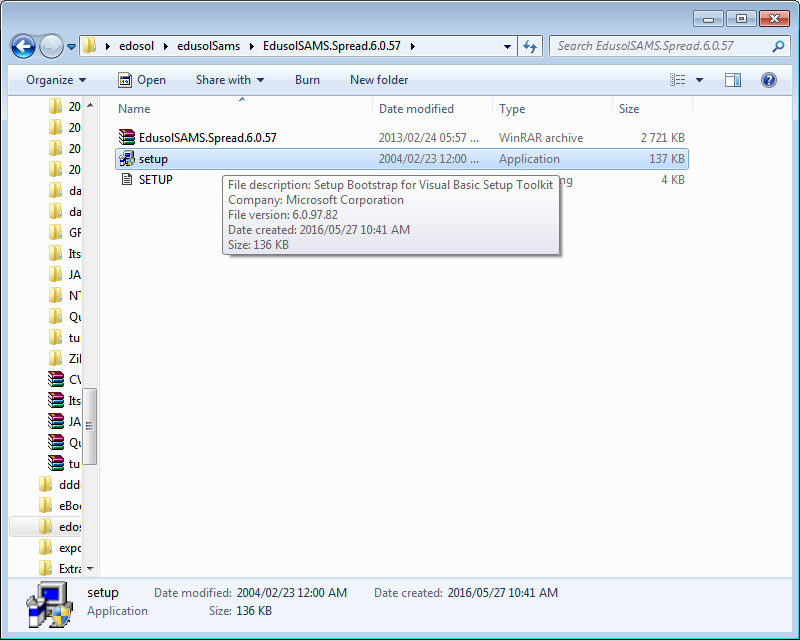 edosol
edusolSams
EdusolSAMS.Spread.6.0.57
Search EdusolSAMS.Spread.6.0.57
Organize
Open
Share with
Burn
New folder
Name
Date modified
Type
Size
EdusolSAMS.Spread.6.0.57 2013/02/24 05:57 ... WinRAR archive 2 721 KB
setup 2004/02/23 12:00 ... Application 137 KB
SETUP ng 4 KB
File description: Setup Bootstrap for Visual Basic Setup Toolkit
Company: Microsoft Corporation
File version: 6.0.97.82
Date created: 2016/05/27 10:41 AM
Size: 136 KB
20
20
20
20
da
da
GF
Its
JA
NT
Qu
tu
Zil
CV
Its
JA
Qu
tu
ddd
eBo
edos
expo
Extra
setup Date modified: 2004/02/23 12:00 AM Date created: 2016/05/27 10:41 AM
Application Size: 136 KB